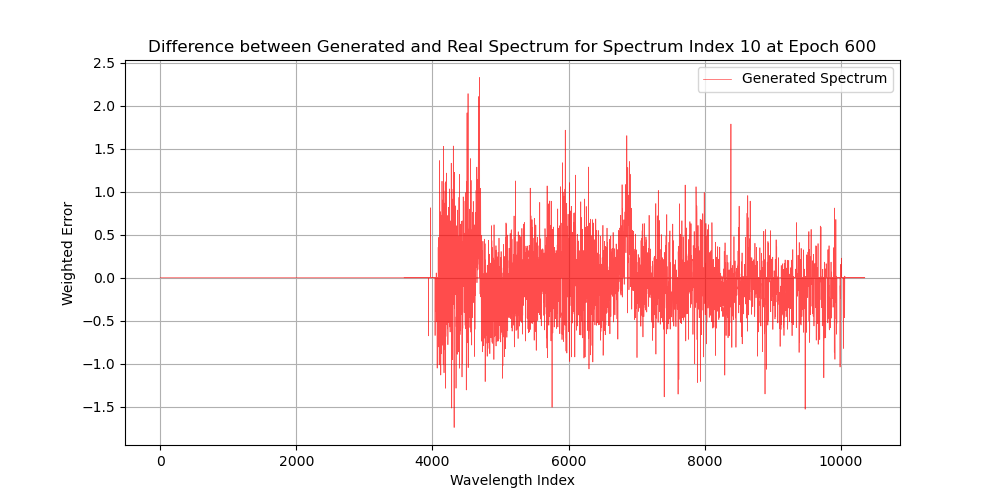 Difference between Generated and Real Spectrum for Spectrum Index 10 at Epoch 600
Generated Spectrum
2.5
2.0
1.5
1.0
0.5
0.0
−0.5
−1.0
−1.5
Weighted Error
0 2000 4000 6000 8000 10000
Wavelength Index